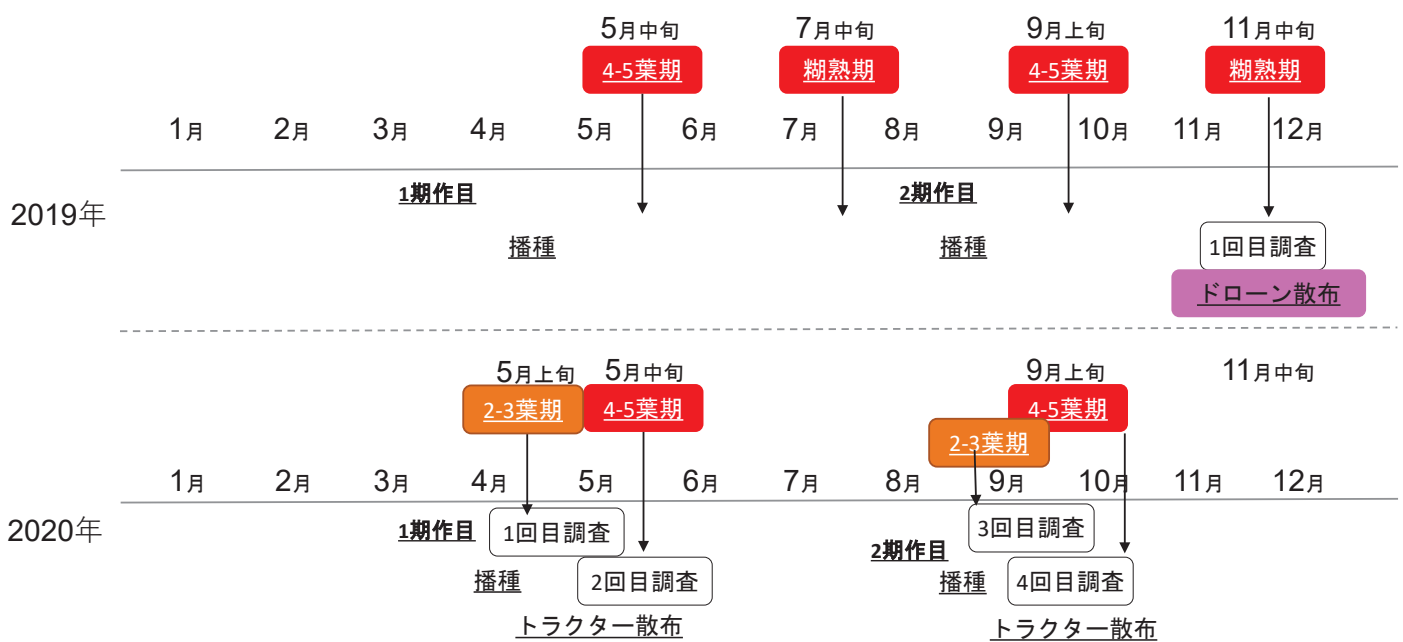 5月中旬 7月中旬 9月上旬 11月中旬
4-5葉期 糊熟期 4-5葉期 糊熟期
1月 2月 3月 4月 5月 6月 7月 8月 9月 10月 11月 12月
2019年
1期作目 2期作目
播種 播種 1回目調査
ドローン散布
5月上旬 5月中旬 9月上旬 11月中旬
2-3葉期 4-5葉期 4-5葉期
2-3葉期
1月 2月 3月 4月 5月 6月 7月 8月 9月 10月 11月 12月
2020年
1期作目 1回目調査 3回目調査
2期作目
播種 2回目調査 播種 4回目調査
トラクター散布 トラクター散布